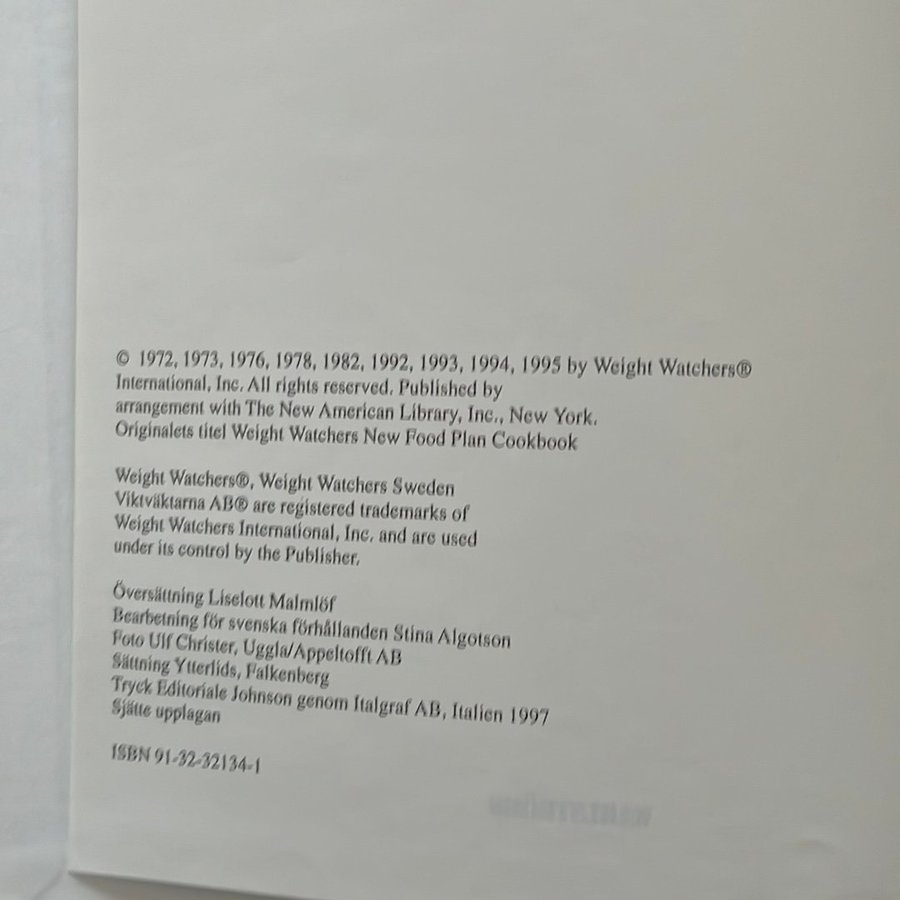 © 1972, 1973, 1976, 1978, 1982, 1992, 1993, 1994, 1995 by Weight Watchers®
International, Inc. All rights reserved. Published by
arrangement with The New American Library, Inc., New York.
Originalets titel Weight Watchers New Food Plan Cookbook
Weight Watchers®, Weight Watchers Sweden
Viktväktarna AB® are registered trademarks of
Weight Watchers International, Inc. and are used
under its control by the Publisher.
Översättning Liselott Malmlöf
Bearbetning för svenska förhållanden Stina Algotson
Foto Ulf Christer, Uggla/Appeltofft AB
Sättning Ytterlids, Falkenberg
Tryck Editoriale Johnson genom Italgraf AB, Italien 1997
Sjätte upplagan
ISBN 91-32-32134-1